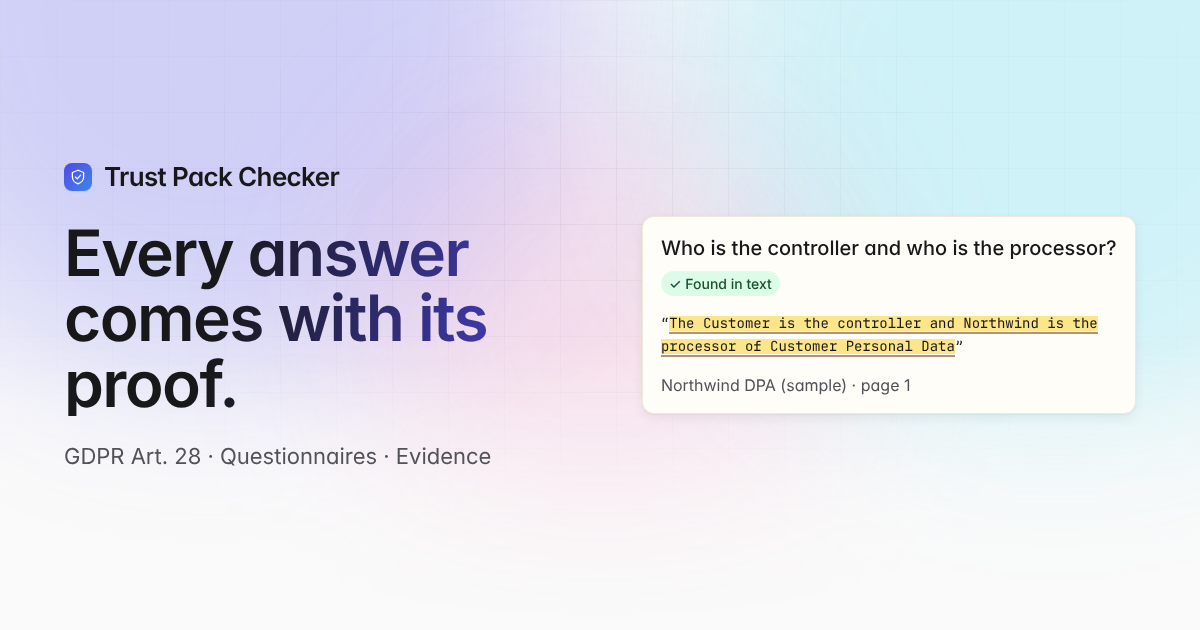 Trust Pack Checker
Every answer
comes with its
proof.
GDPR Art. 28 · Questionnaires · Evidence
Who is the controller and who is the processor?
✓ Found in text
“The Customer is the controller and Northwind is the
processor of Customer Personal Data”
Northwind DPA (sample) · page 1